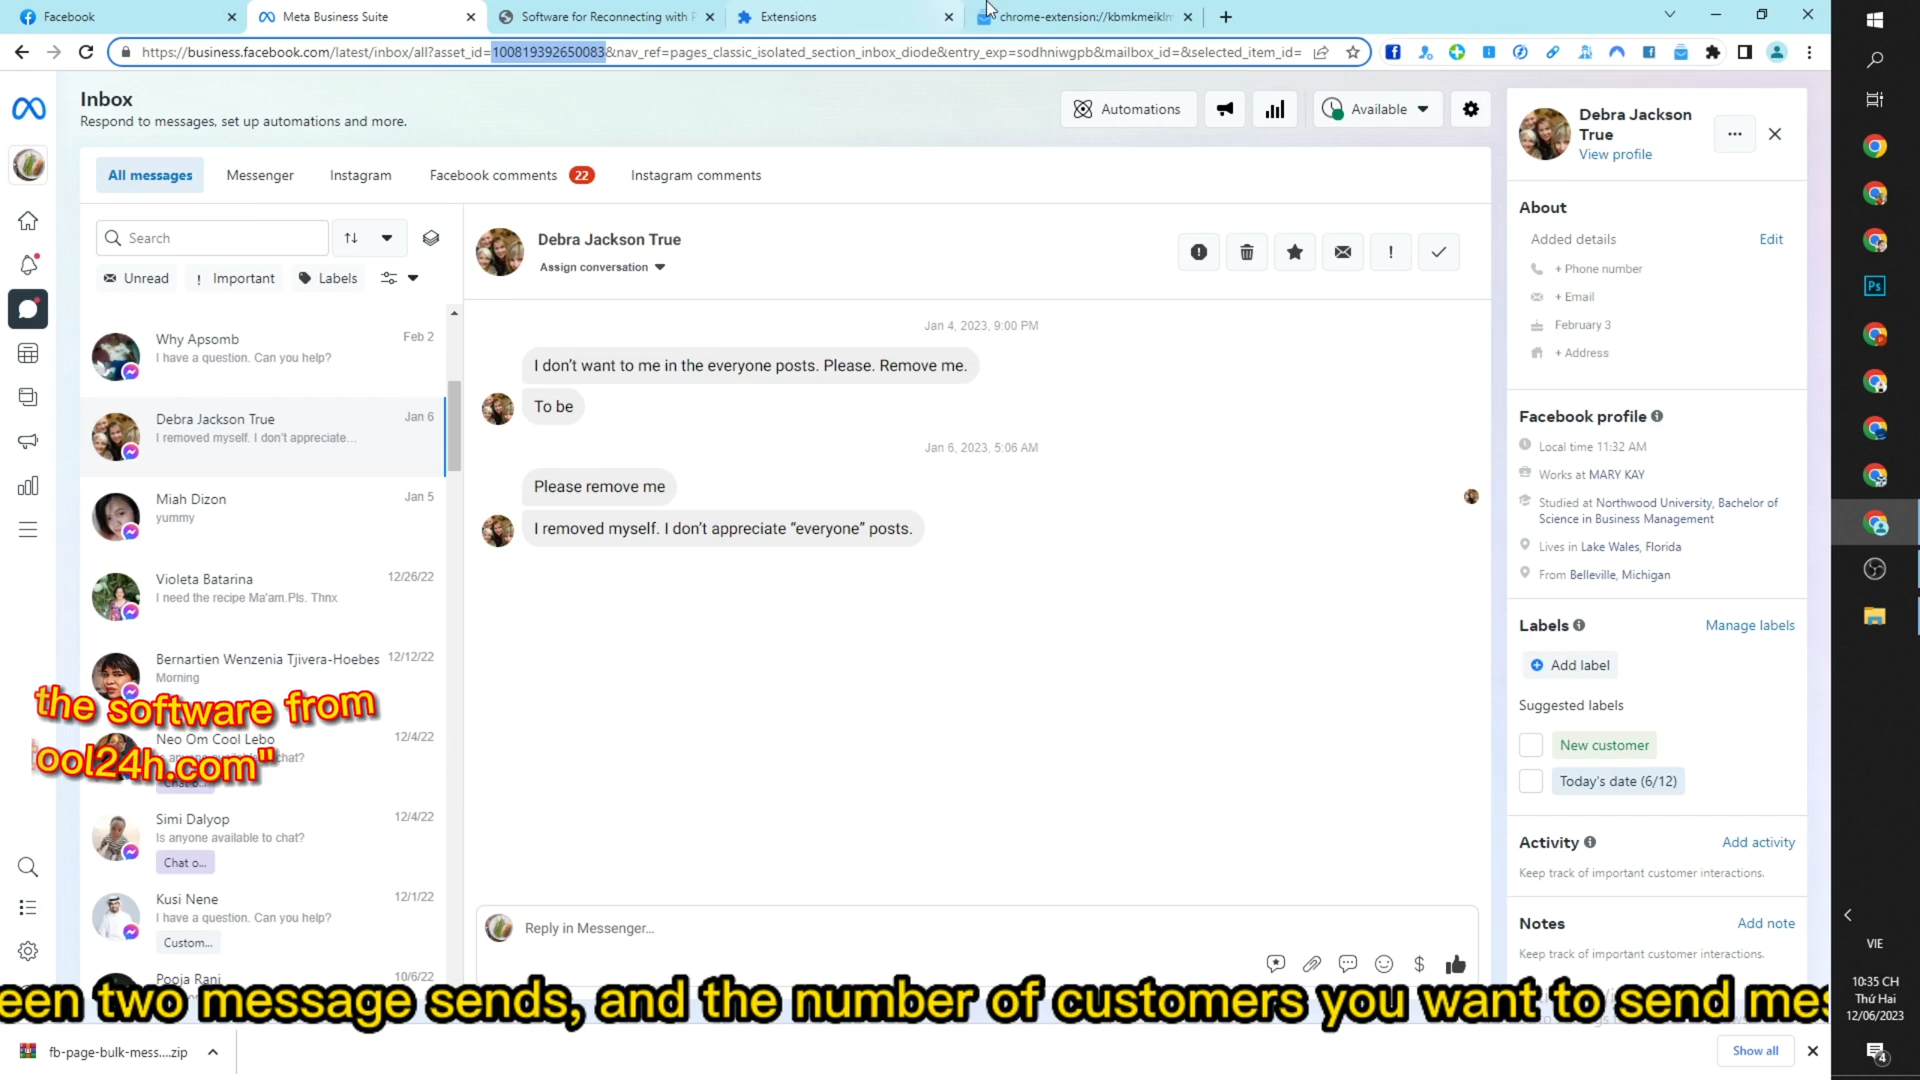 Facebook
Meta Business Suite
Software for Reconnecting with P
Extensions
chrome-extension://kbmkmeiklm
https://business.facebook.com/latest/inbox/all?asset_id=100819392650083&nav_ref=pages_classic_isolated_section_inbox_diode&entry_exp=sodhniwgpb&mailbox_id=&selected_item_id=
Inbox
Respond to messages, set up automations and more.
Automations
Available
All messages
Messenger
Instagram
Facebook comments 22
Instagram comments
Search
Unread
! Important
Labels
Why Apsomb Feb 2
I have a question. Can you help?
Debra Jackson True Jan 6
I removed myself. I don't appreciate...
Miah Dizon Jan 5
yummy
Violeta Batarina 12/26/22
I need the recipe Ma'am.Pls. Thnx
Bernartien Wenzenia Tjivera-Hoebes 12/12/22
Morning
Neo Om Cool Lebo 12/4/22
chat?
Simi Dalyop 12/4/22
Is anyone available to chat?
Chat o...
Kusi Nene 12/1/22
I have a question. Can you help?
Custom...
Pooja Rani 10/6/22
Debra Jackson True
Assign conversation
Jan 4, 2023, 9:00 PM
I don't want to me in the everyone posts. Please. Remove me.
To be
Jan 6, 2023, 5:06 AM
Please remove me
I removed myself. I don't appreciate “everyone” posts.
Reply in Messenger...
Debra Jackson True
View profile
About
Added details Edit
+ Phone number
+ Email
February 3
+ Address
Facebook profile
Local time 11:32 AM
Works at MARY KAY
Studied at Northwood University, Bachelor of
Science in Business Management
Lives in Lake Wales, Florida
From Belleville, Michigan
Labels Manage labels
Add label
Suggested labels
New customer
Today's date (6/12)
Activity Add activity
Keep track of important customer interactions.
Notes Add note
Keep track of important customer interactions.
the software from
ool24h.com"
een two message sends, and the number of customers you want to send mes
fb-page-bulk-mess....zip
Show all
Ps
VIE
10:35 CH
Thứ Hai
12/06/2023
4